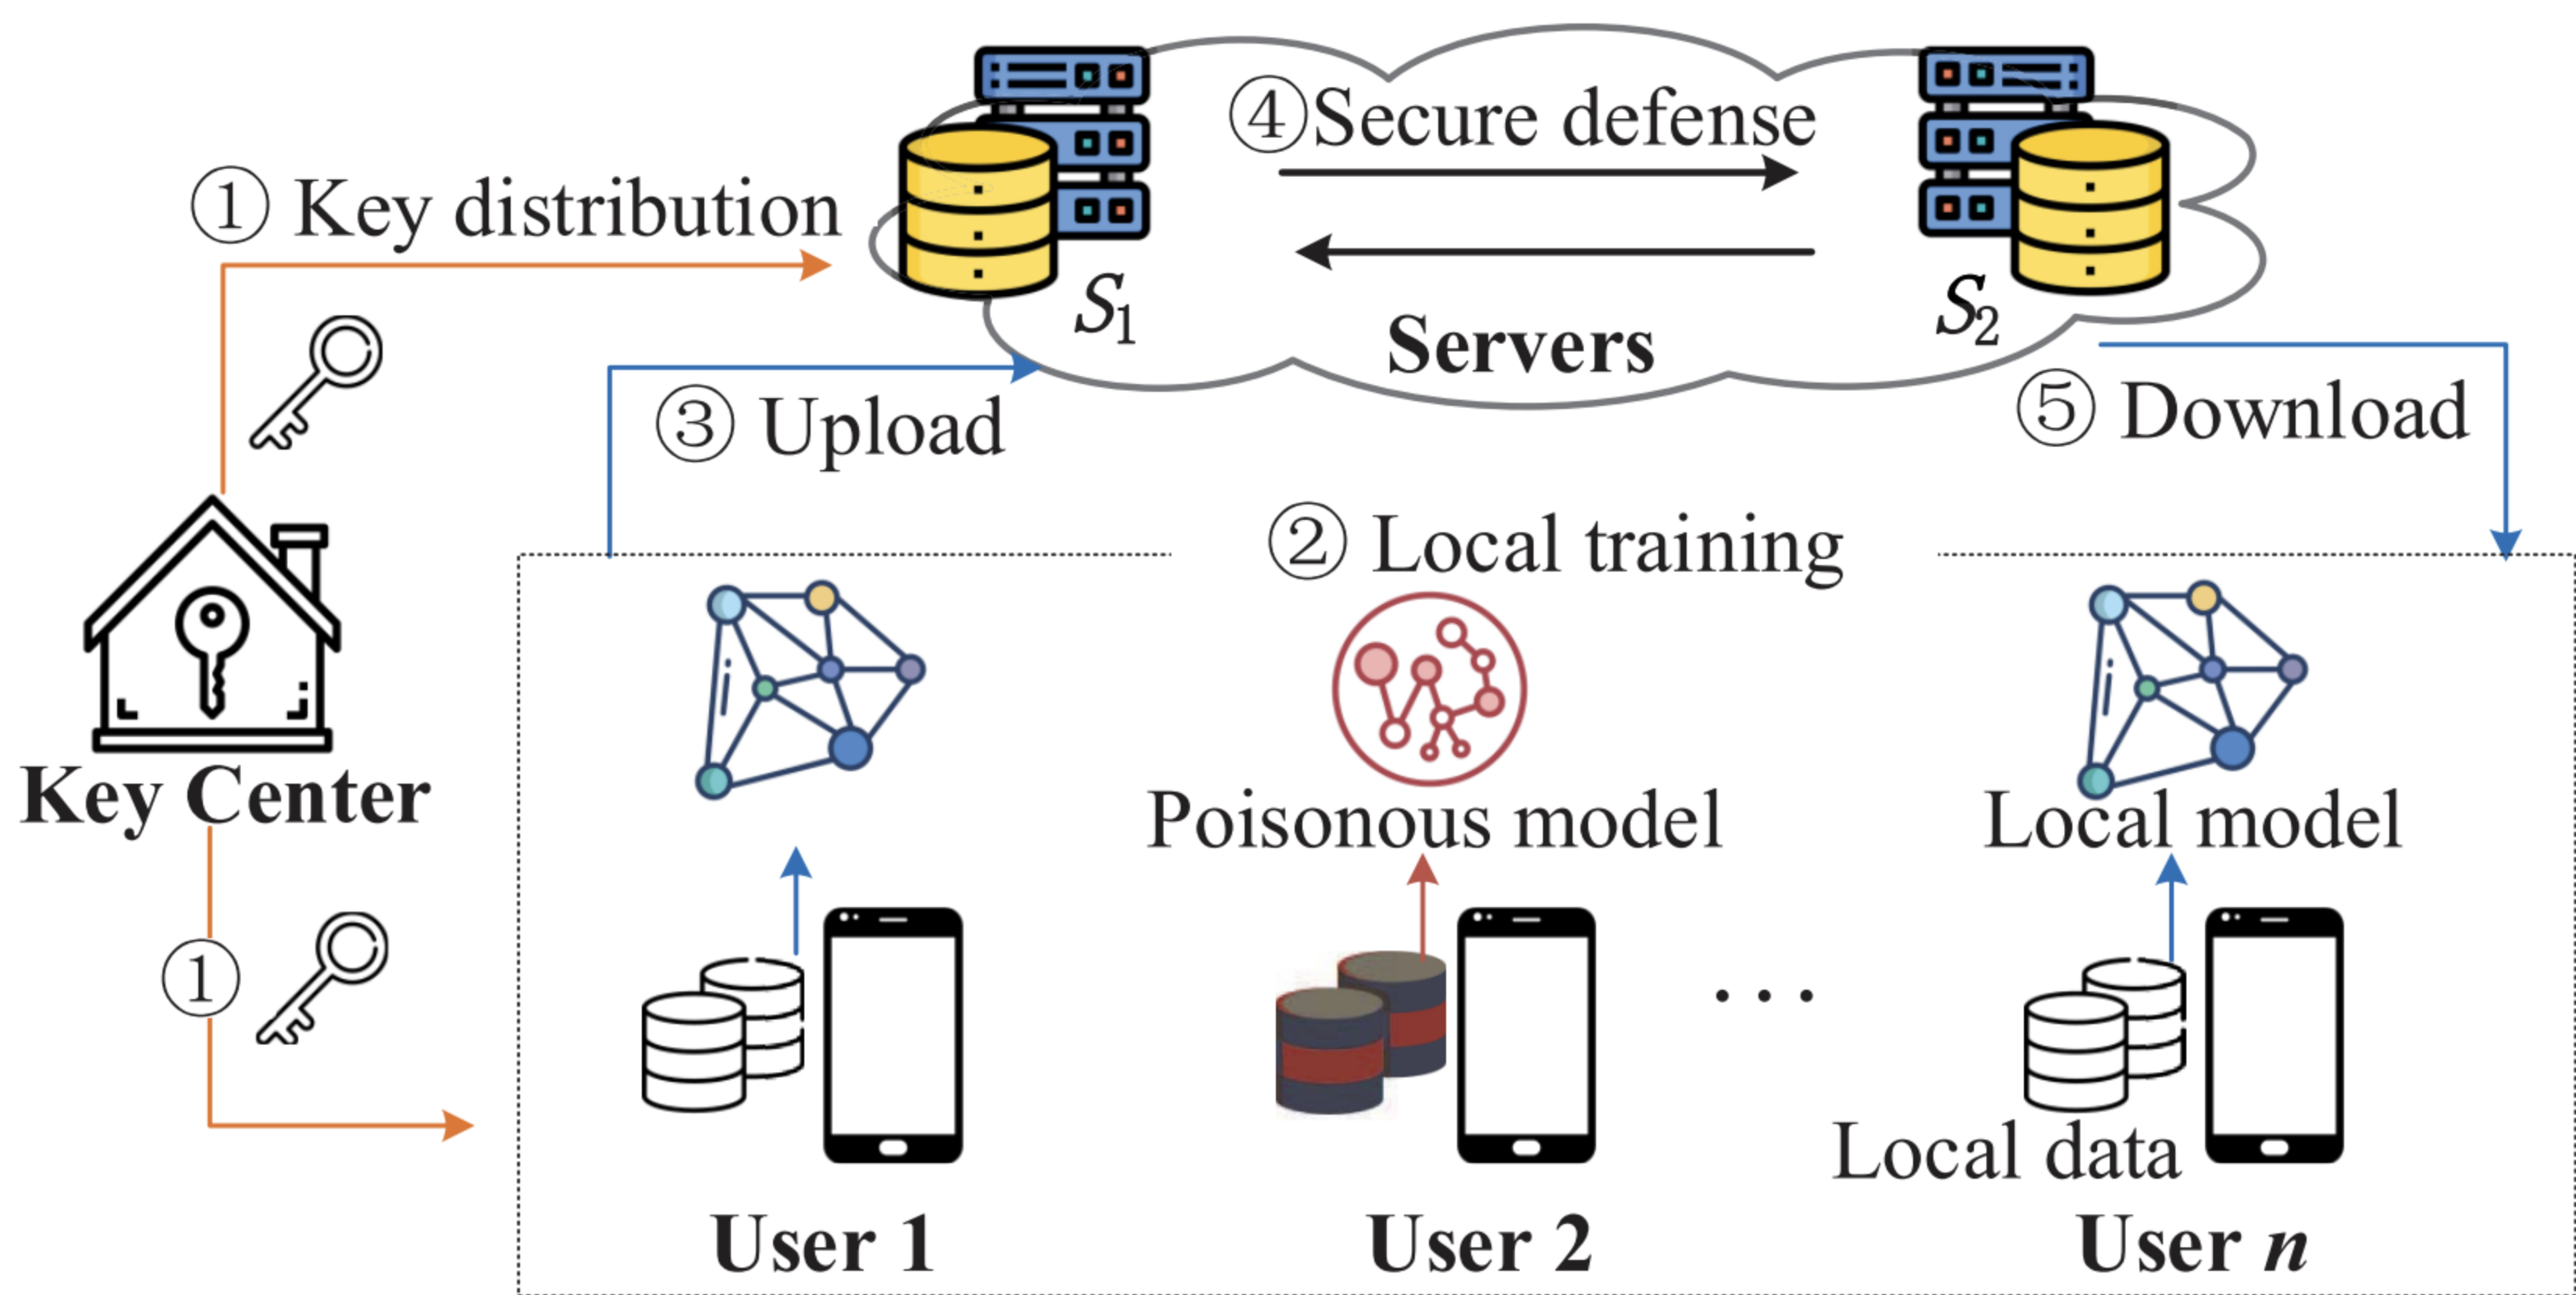 ④Secure defense
① Key distribution
S₁
S₂
Servers
③ Upload
⑤ Download
② Local training
Key Center
Poisonous model
Local model
①
...
Local data
User 1
User 2
User n